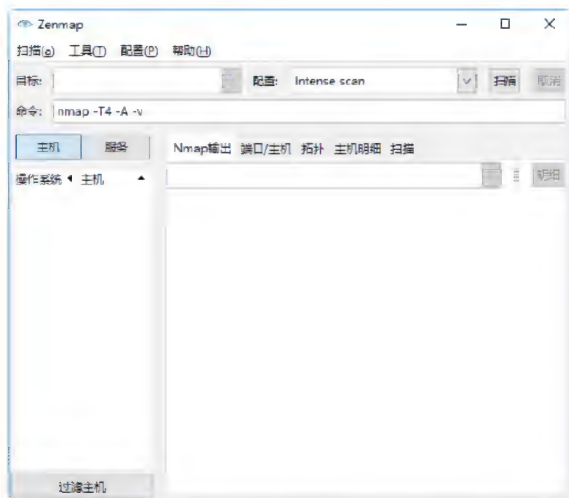 Zenmap
扫描(o) 工具(T) 配置(P) 帮助(H)
目标: 配置: Intense scan 扫描 取消
命令: nmap -T4 -A -v
主机 服务 Nmap输出 端口/主机 拓扑 主机明细 扫描
操作系统 主机 明细
过滤主机